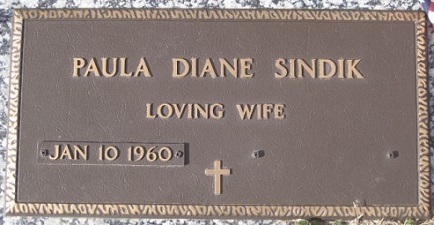 PAULA DIANE SINDIK
LOVING WIFE
JAN 10 1960